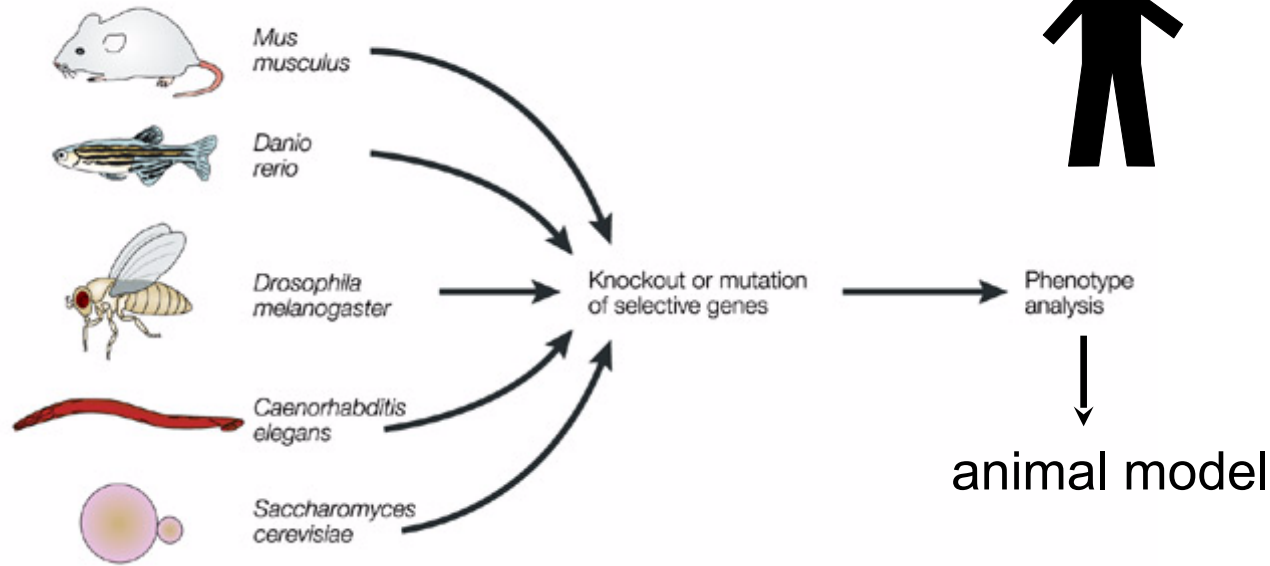 Mus
musculus
Danio
rerio
Drosophila
melanogaster
Knockout or mutation
of selective genes
Phenotype
analysis
Caenorhabditis
elegans
animal model
Saccharomyces
cerevisiae